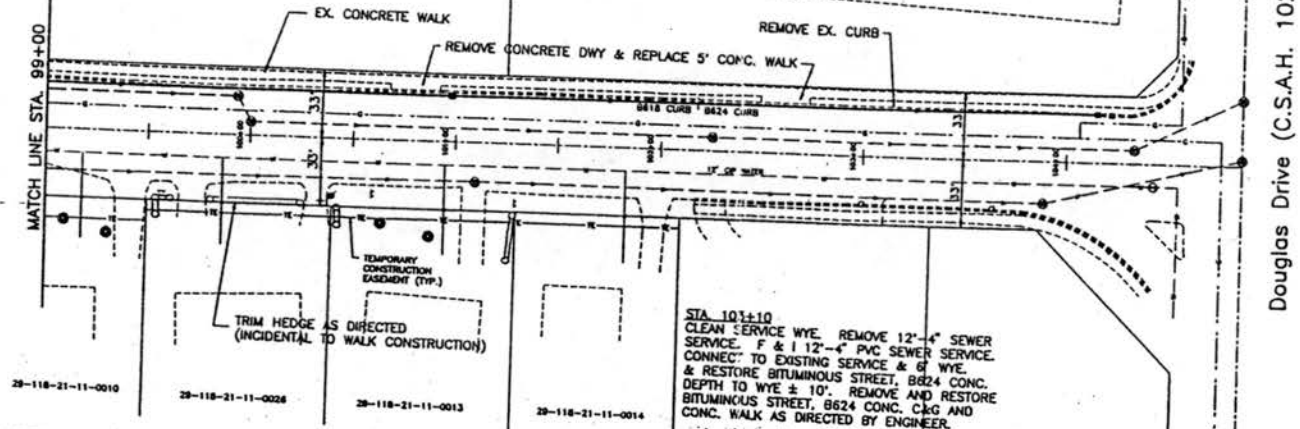 EX. CONCRETE WALK
REMOVE EX. CURB
REMOVE CONCRETE DWY & REPLACE 5' CONC. WALK
MATCH LINE STA. 99+00
33'
33'
B618 CURB
B624 CURB
33'
33'
Douglas Drive (C.S.A.H. 10
TEMPORARY
CONSTRUCTION
EASEMENT (TYP.)
TRIM HEDGE AS DIRECTED
(INCIDENTAL TO WALK CONSTRUCTION)
STA. 103+10
CLEAN SERVICE WYE. REMOVE 12'-4" SEWER
SERVICE. F & I 12'-4" PVC SEWER SERVICE.
CONNECT TO EXISTING SERVICE & 6" WYE.
& RESTORE BITUMINOUS STREET, B624 CONC.
DEPTH TO WYE ± 10'. REMOVE AND RESTORE
BITUMINOUS STREET, B624 CONC. C&G AND
CONC. WALK AS DIRECTED BY ENGINEER.
29-118-21-11-0010
29-118-21-11-0026
29-118-21-11-0013
29-118-21-11-0014